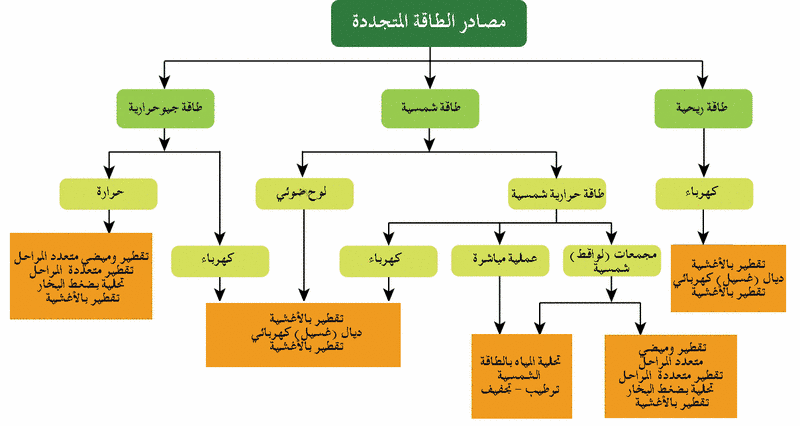 مصادر الطاقة المتجددة
طاقة ريحية
طاقة شمسية
طاقة جيوحرارية
كهرباء
طاقة حرارية شمسية
لوح ضوئي
حرارة
مجمعات (لواقط)
شمسية
عملية مباشرة
كهرباء
كهرباء
تقطير بالأغشية
ديال (غسيل) كهربائي
تقطير بالأغشية
تقطير وميضي
متعدد المراحل
تقطير متعددة المراحل
تحلية بضغط البخار
تقطير بالأغشية
تحلية المياه بالطاقة
الشمسية
ترطيب - تجفيف
تقطير بالأغشية
ديال (غسيل) كهربائي
تقطير بالأغشية
تقطير وميضي متعدد المراحل
تقطير متعددة المراحل
تحلية بضغط البخار
تقطير بالأغشية